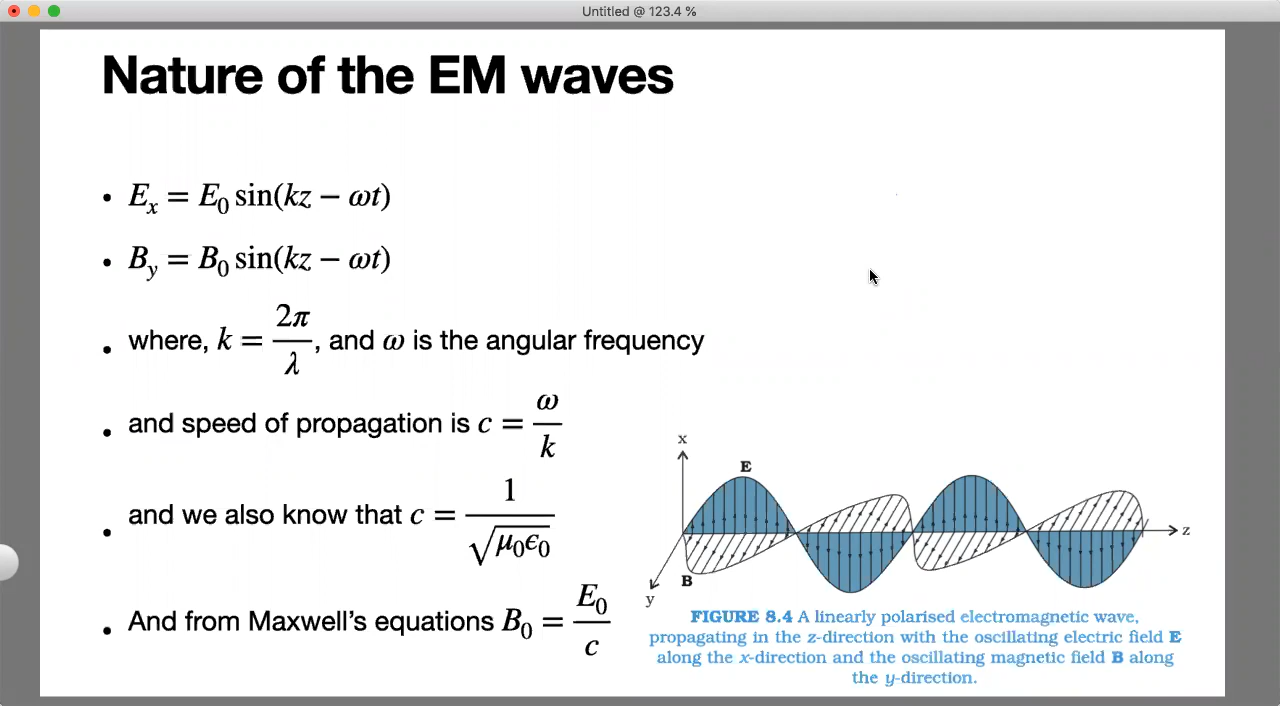 Untitled @ 123.4 %
Nature of the EM waves
• Eₓ = E₀ sin(kz − ωt)
• B_y = B₀ sin(kz − ωt)
• where, k = 2π/λ, and ω is the angular frequency
• and speed of propagation is c = ω/k
• and we also know that c = 1/√(μ₀ϵ₀)
• And from Maxwell’s equations B₀ = E₀/c
x
E
z
B
y
FIGURE 8.4 A linearly polarised electromagnetic wave,
propagating in the z-direction with the oscillating electric field E
along the x-direction and the oscillating magnetic field B along
the y-direction.